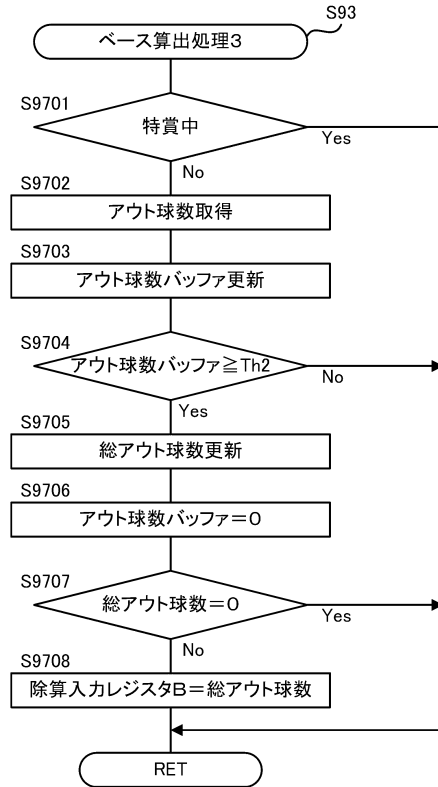 S93
ベース算出処理3
S9701
特賞中
Yes
No
S9702
アウト球数取得
S9703
アウト球数バッファ更新
S9704
アウト球数バッファ≧Th2
No
Yes
S9705
総アウト球数更新
S9706
アウト球数バッファ=0
S9707
総アウト球数=0
Yes
No
S9708
除算入力レジスタB=総アウト球数
RET